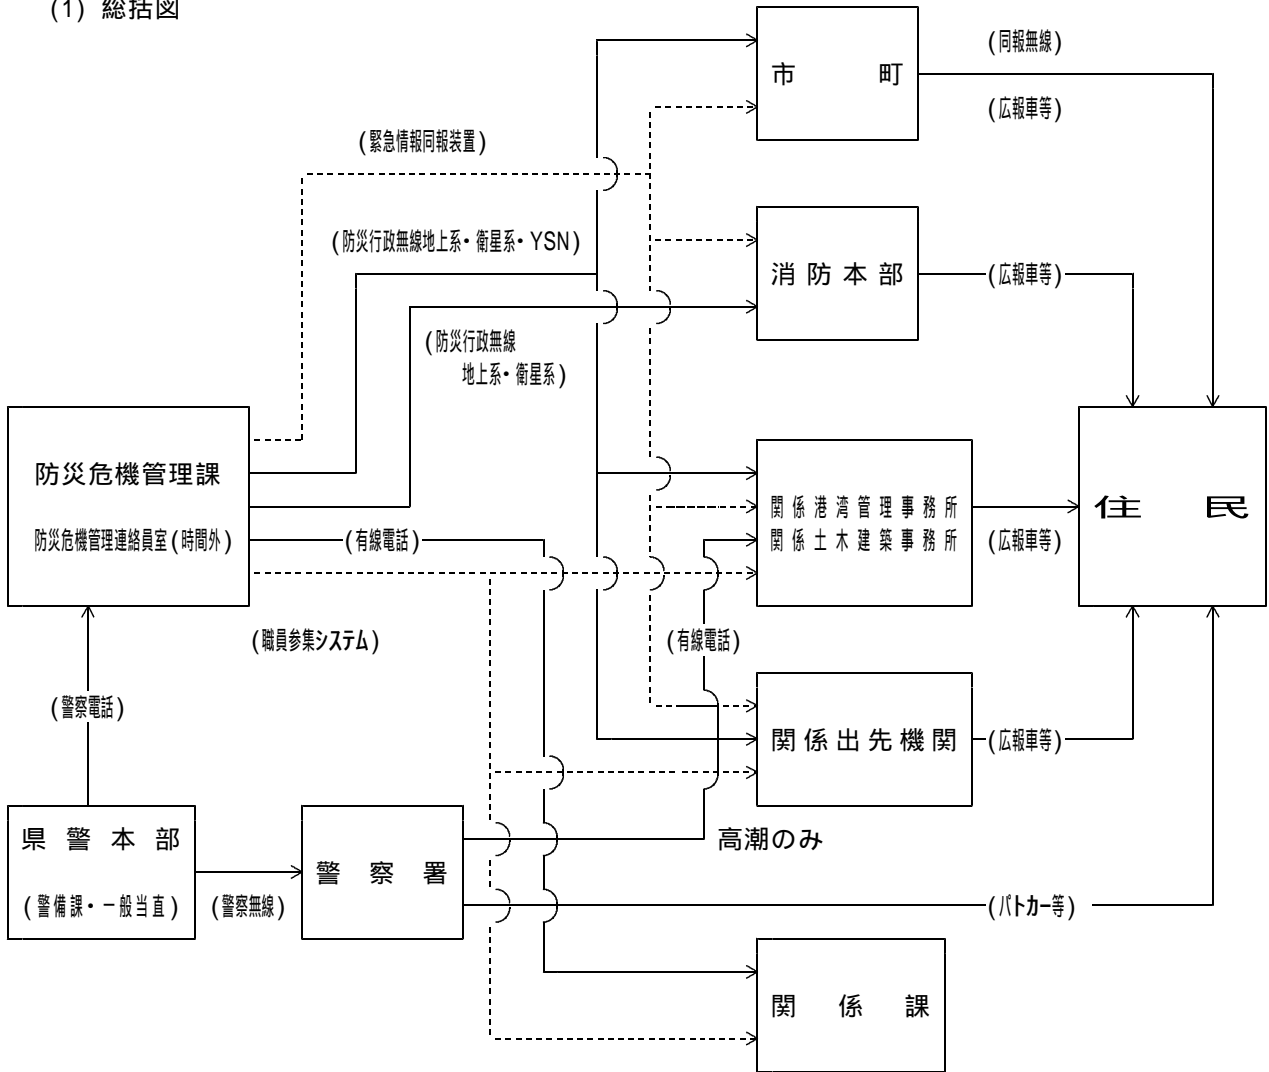 (1) 総括図
市　　　町
(同報無線)
(広報車等)
(緊急情報同報装置)
(防災行政無線地上系・衛星系・YSN)
消防本部
(広報車等)
(防災行政無線
地上系・衛星系)
防災危機管理課
防災危機管理連絡員室(時間外)
(有線電話)
関係港湾管理事務所
関係土木建築事務所
(広報車等)
住　　民
(職員参集システム)
(有線電話)
(警察電話)
関係出先機関
(広報車等)
県警本部
(警備課・一般当直)
(警察無線)
警察署
高潮のみ
(パトカー等)
関係課